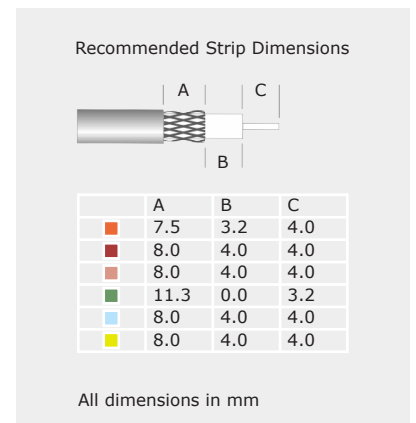 Recommended Strip Dimensions
A C
B
A B C
7.5 3.2 4.0
8.0 4.0 4.0
8.0 4.0 4.0
11.3 0.0 3.2
8.0 4.0 4.0
8.0 4.0 4.0
All dimensions in mm